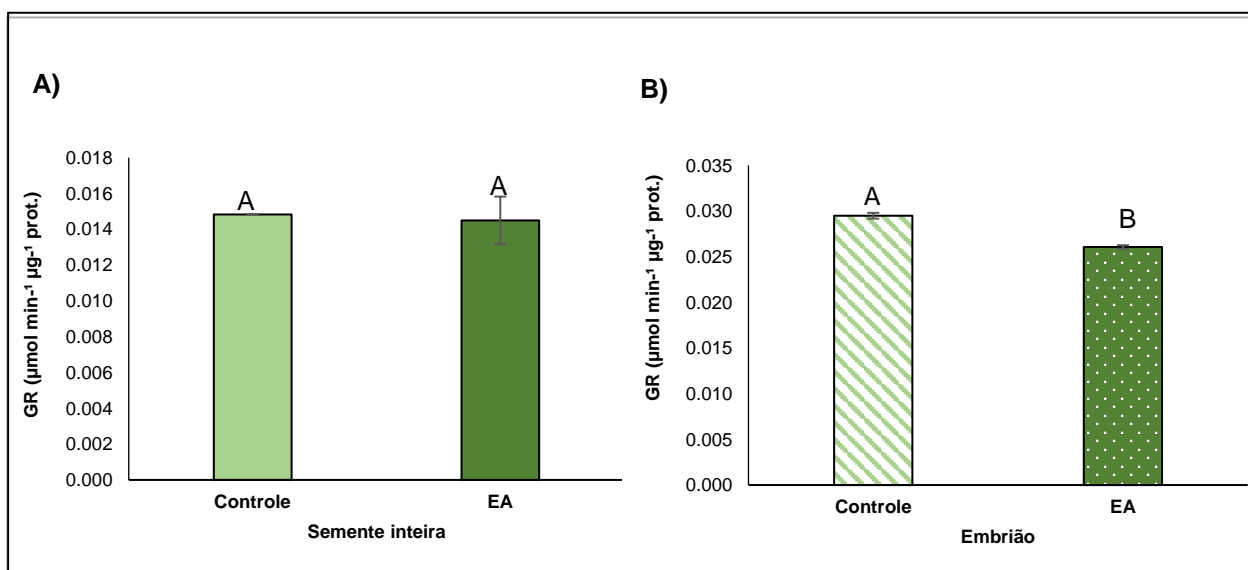 A)
GR (µmol min-¹ µg-¹ prot.)
0.018
0.016
0.014
0.012
0.010
0.008
0.006
0.004
0.002
0.000
A
A
Controle
EA
Semente inteira
B)
GR (µmol min-¹ µg-¹ prot.)
0.035
0.030
0.025
0.020
0.015
0.010
0.005
0.000
A
B
Controle
EA
Embrião